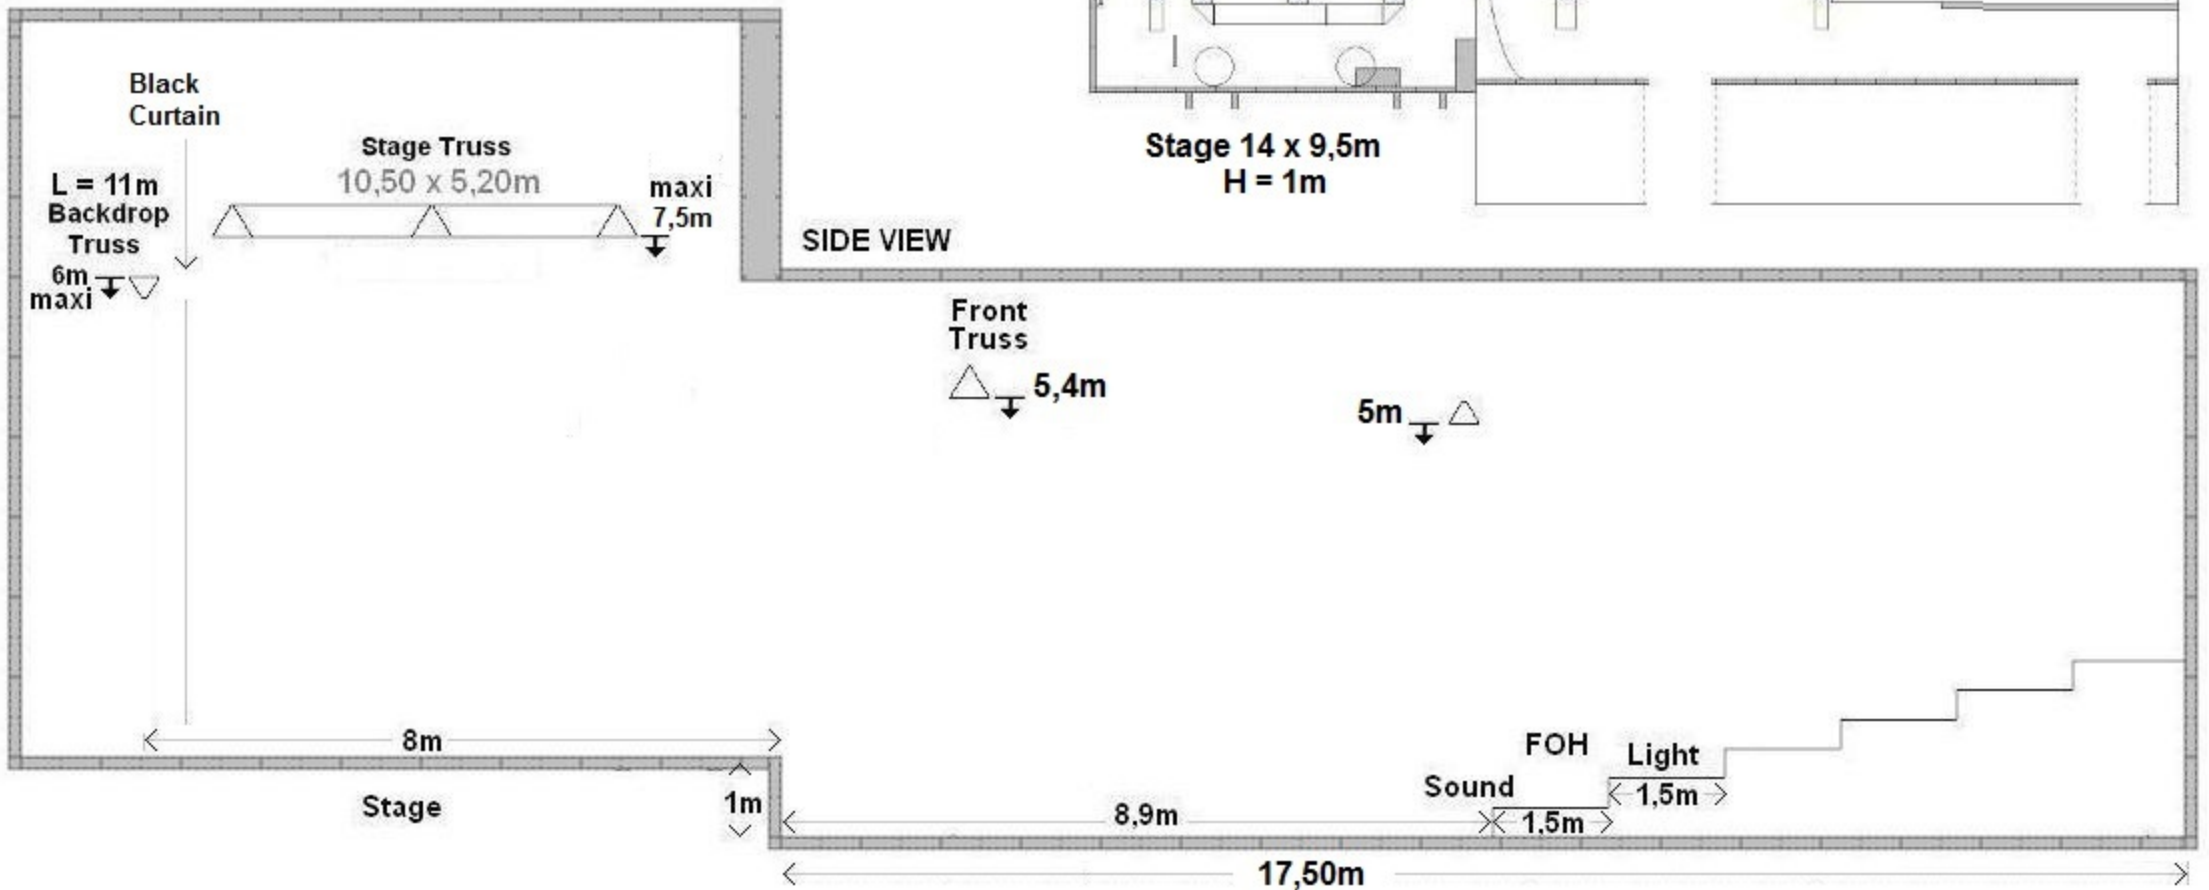 Black
Curtain
Stage Truss
10,50 x 5,20m
L = 11m
Backdrop
Truss
maxi
7,5m
6m
maxi
Stage 14 x 9,5m
H = 1m
SIDE VIEW
Front
Truss
5,4m
5m
8m
Stage
1m
8,9m
FOH
Sound
1,5m
Light
1,5m
17,50m